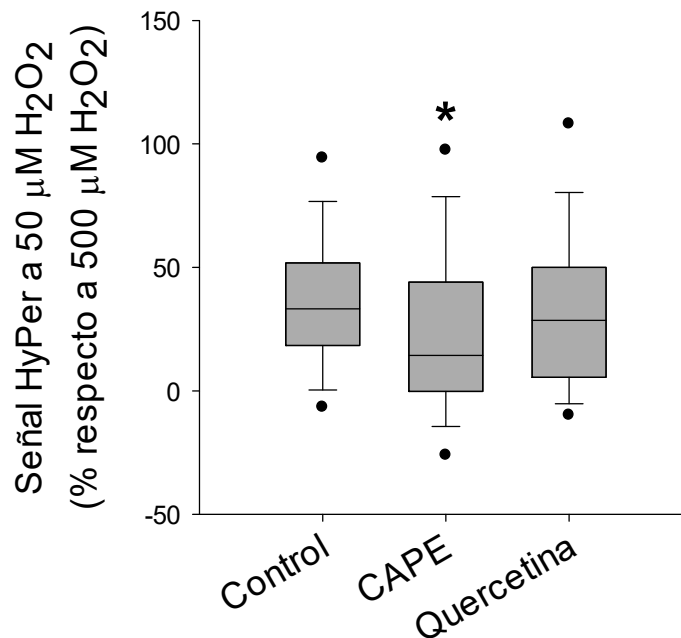 Señal HyPer a 50 μM H2O2
(% respecto a 500 μM H2O2)
150
100
50
0
-50
*
Control
CAPE
Quercetina